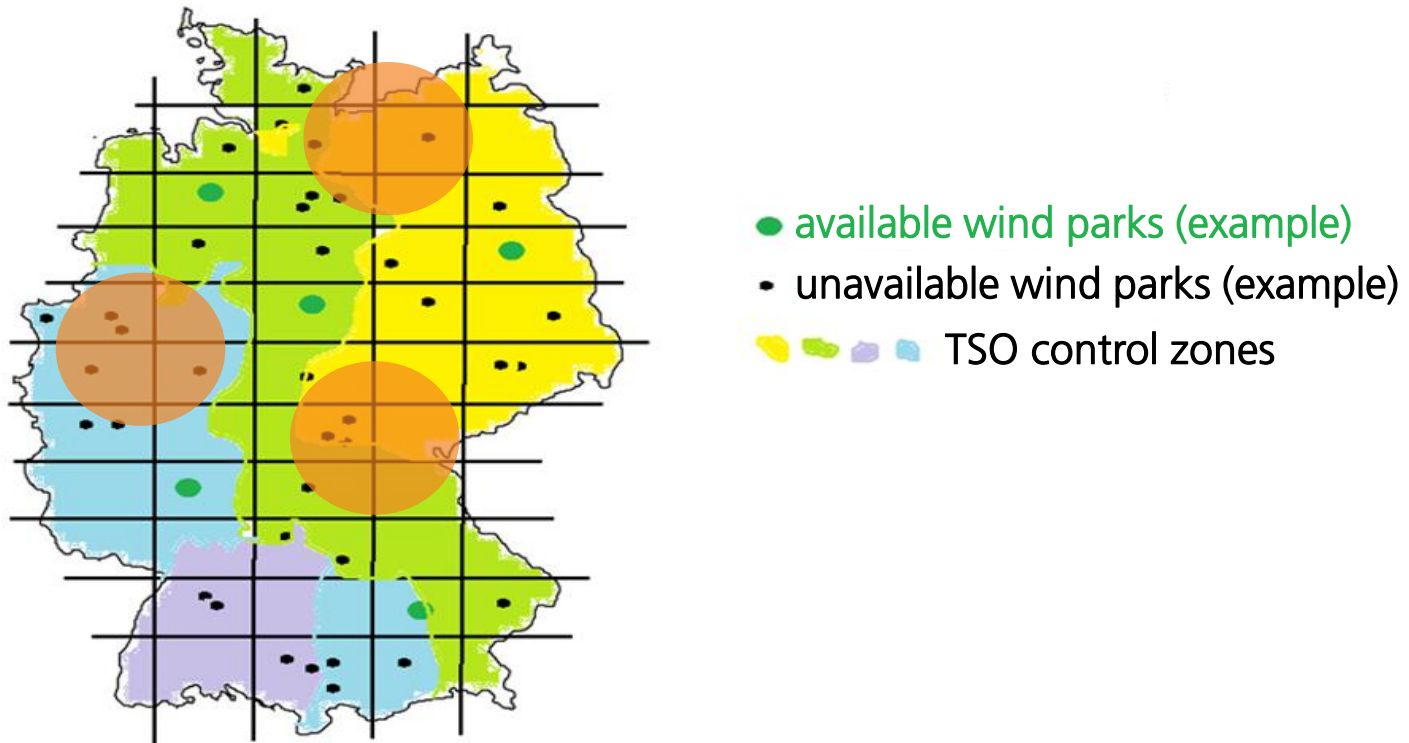 available wind parks (example)
unavailable wind parks (example)
TSO control zones